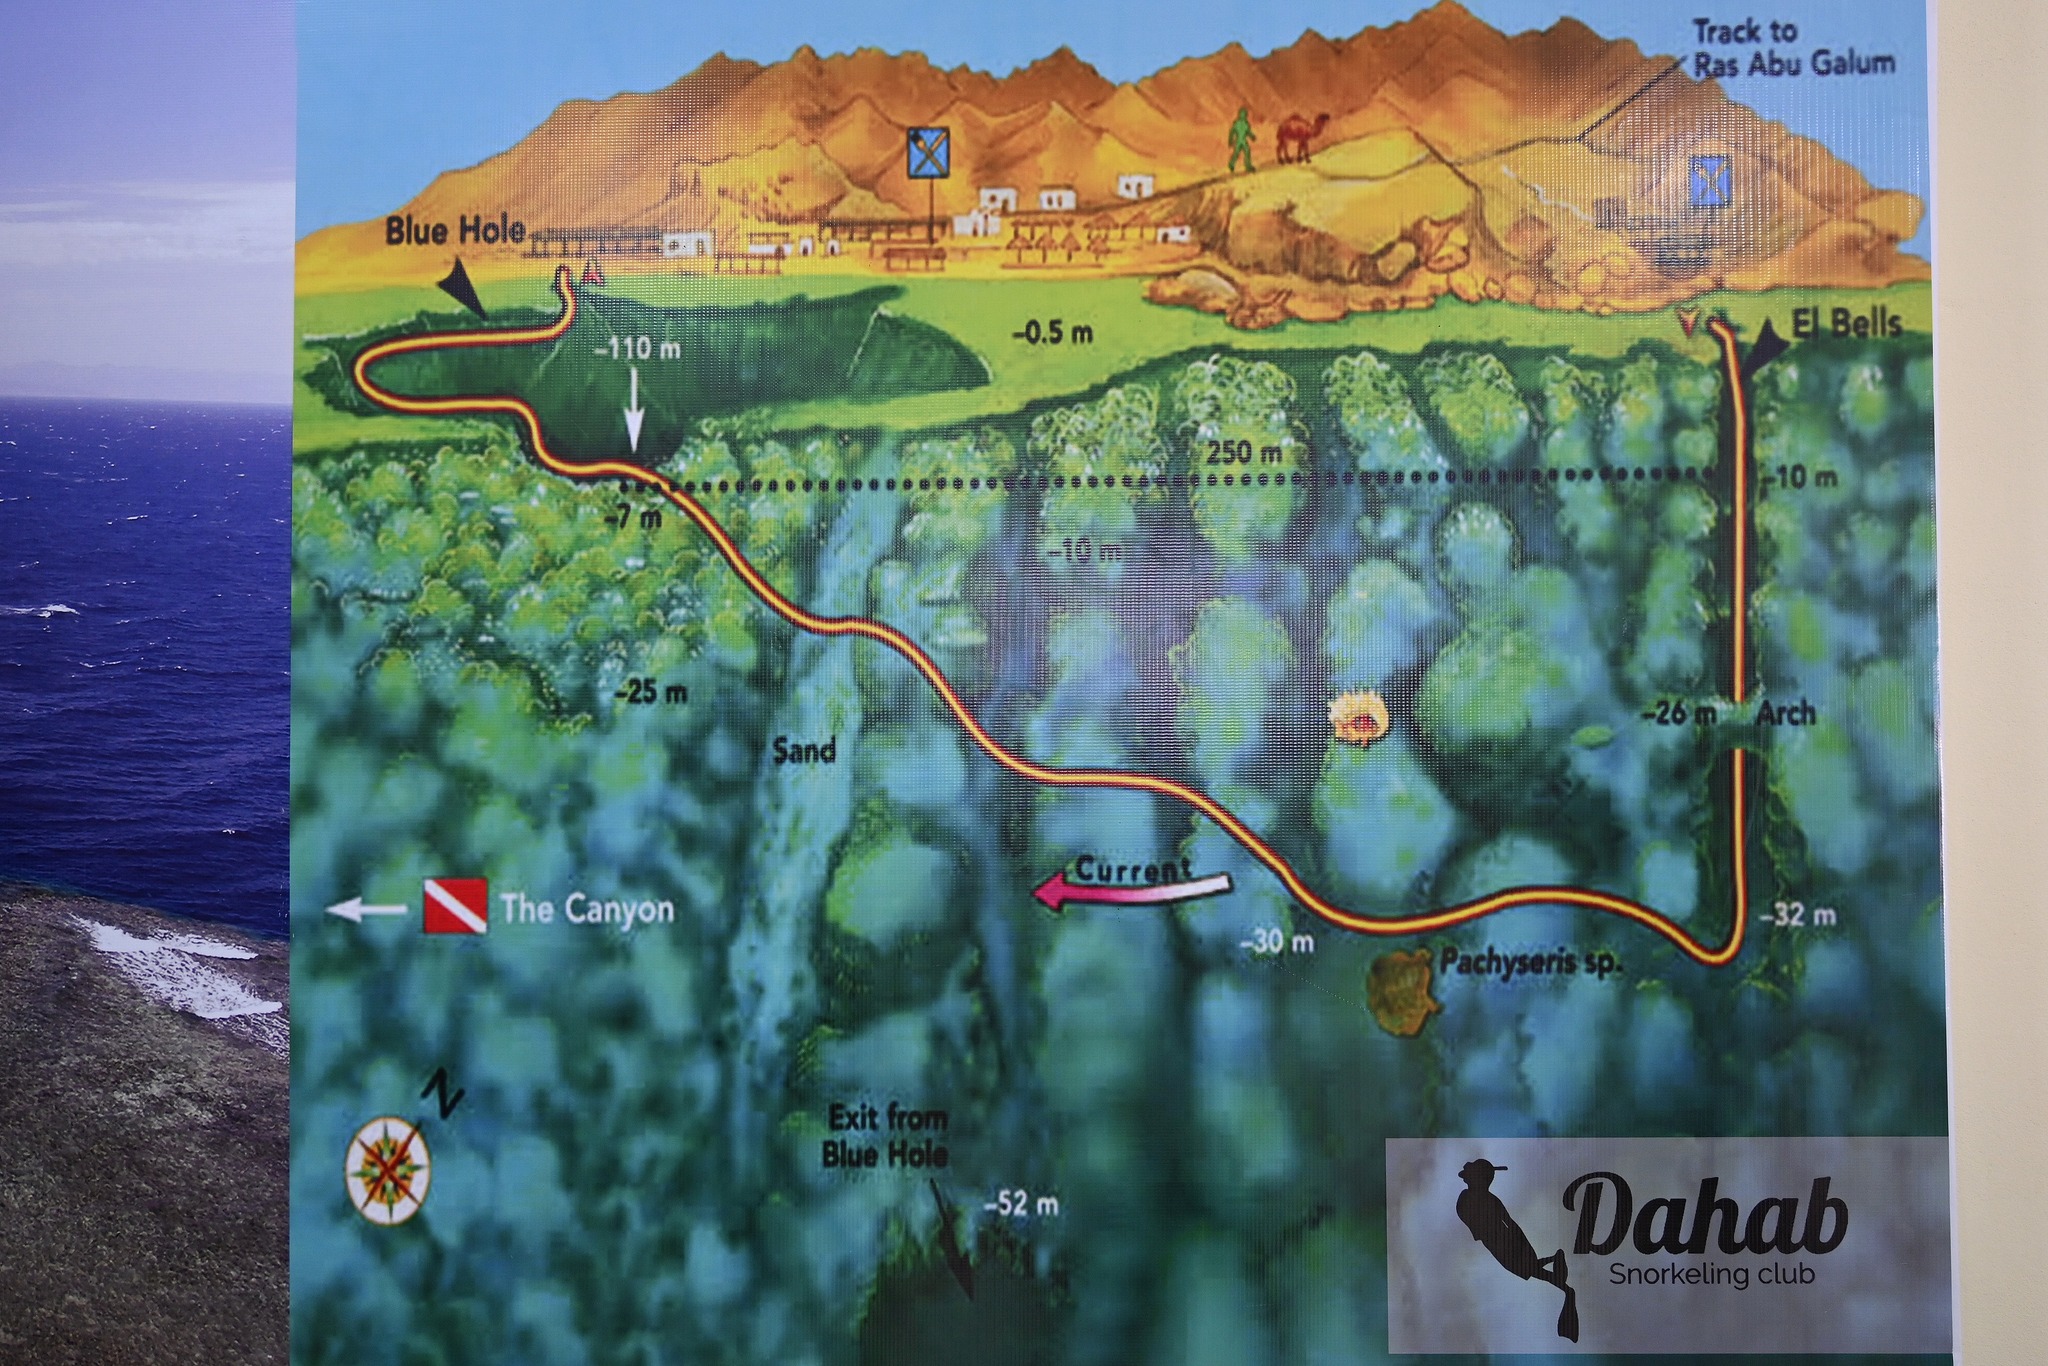 Track to
Ras Abu Galum
Blue Hole
-110 m
-0.5 m
El Bells
250 m
-10 m
-7 m
-10 m
-25 m
-26 m
Arch
Sand
Current
The Canyon
-32 m
-30 m
Pachyseris sp.
N
Exit from
Blue Hole
-52 m
Dahab
Snorkeling club